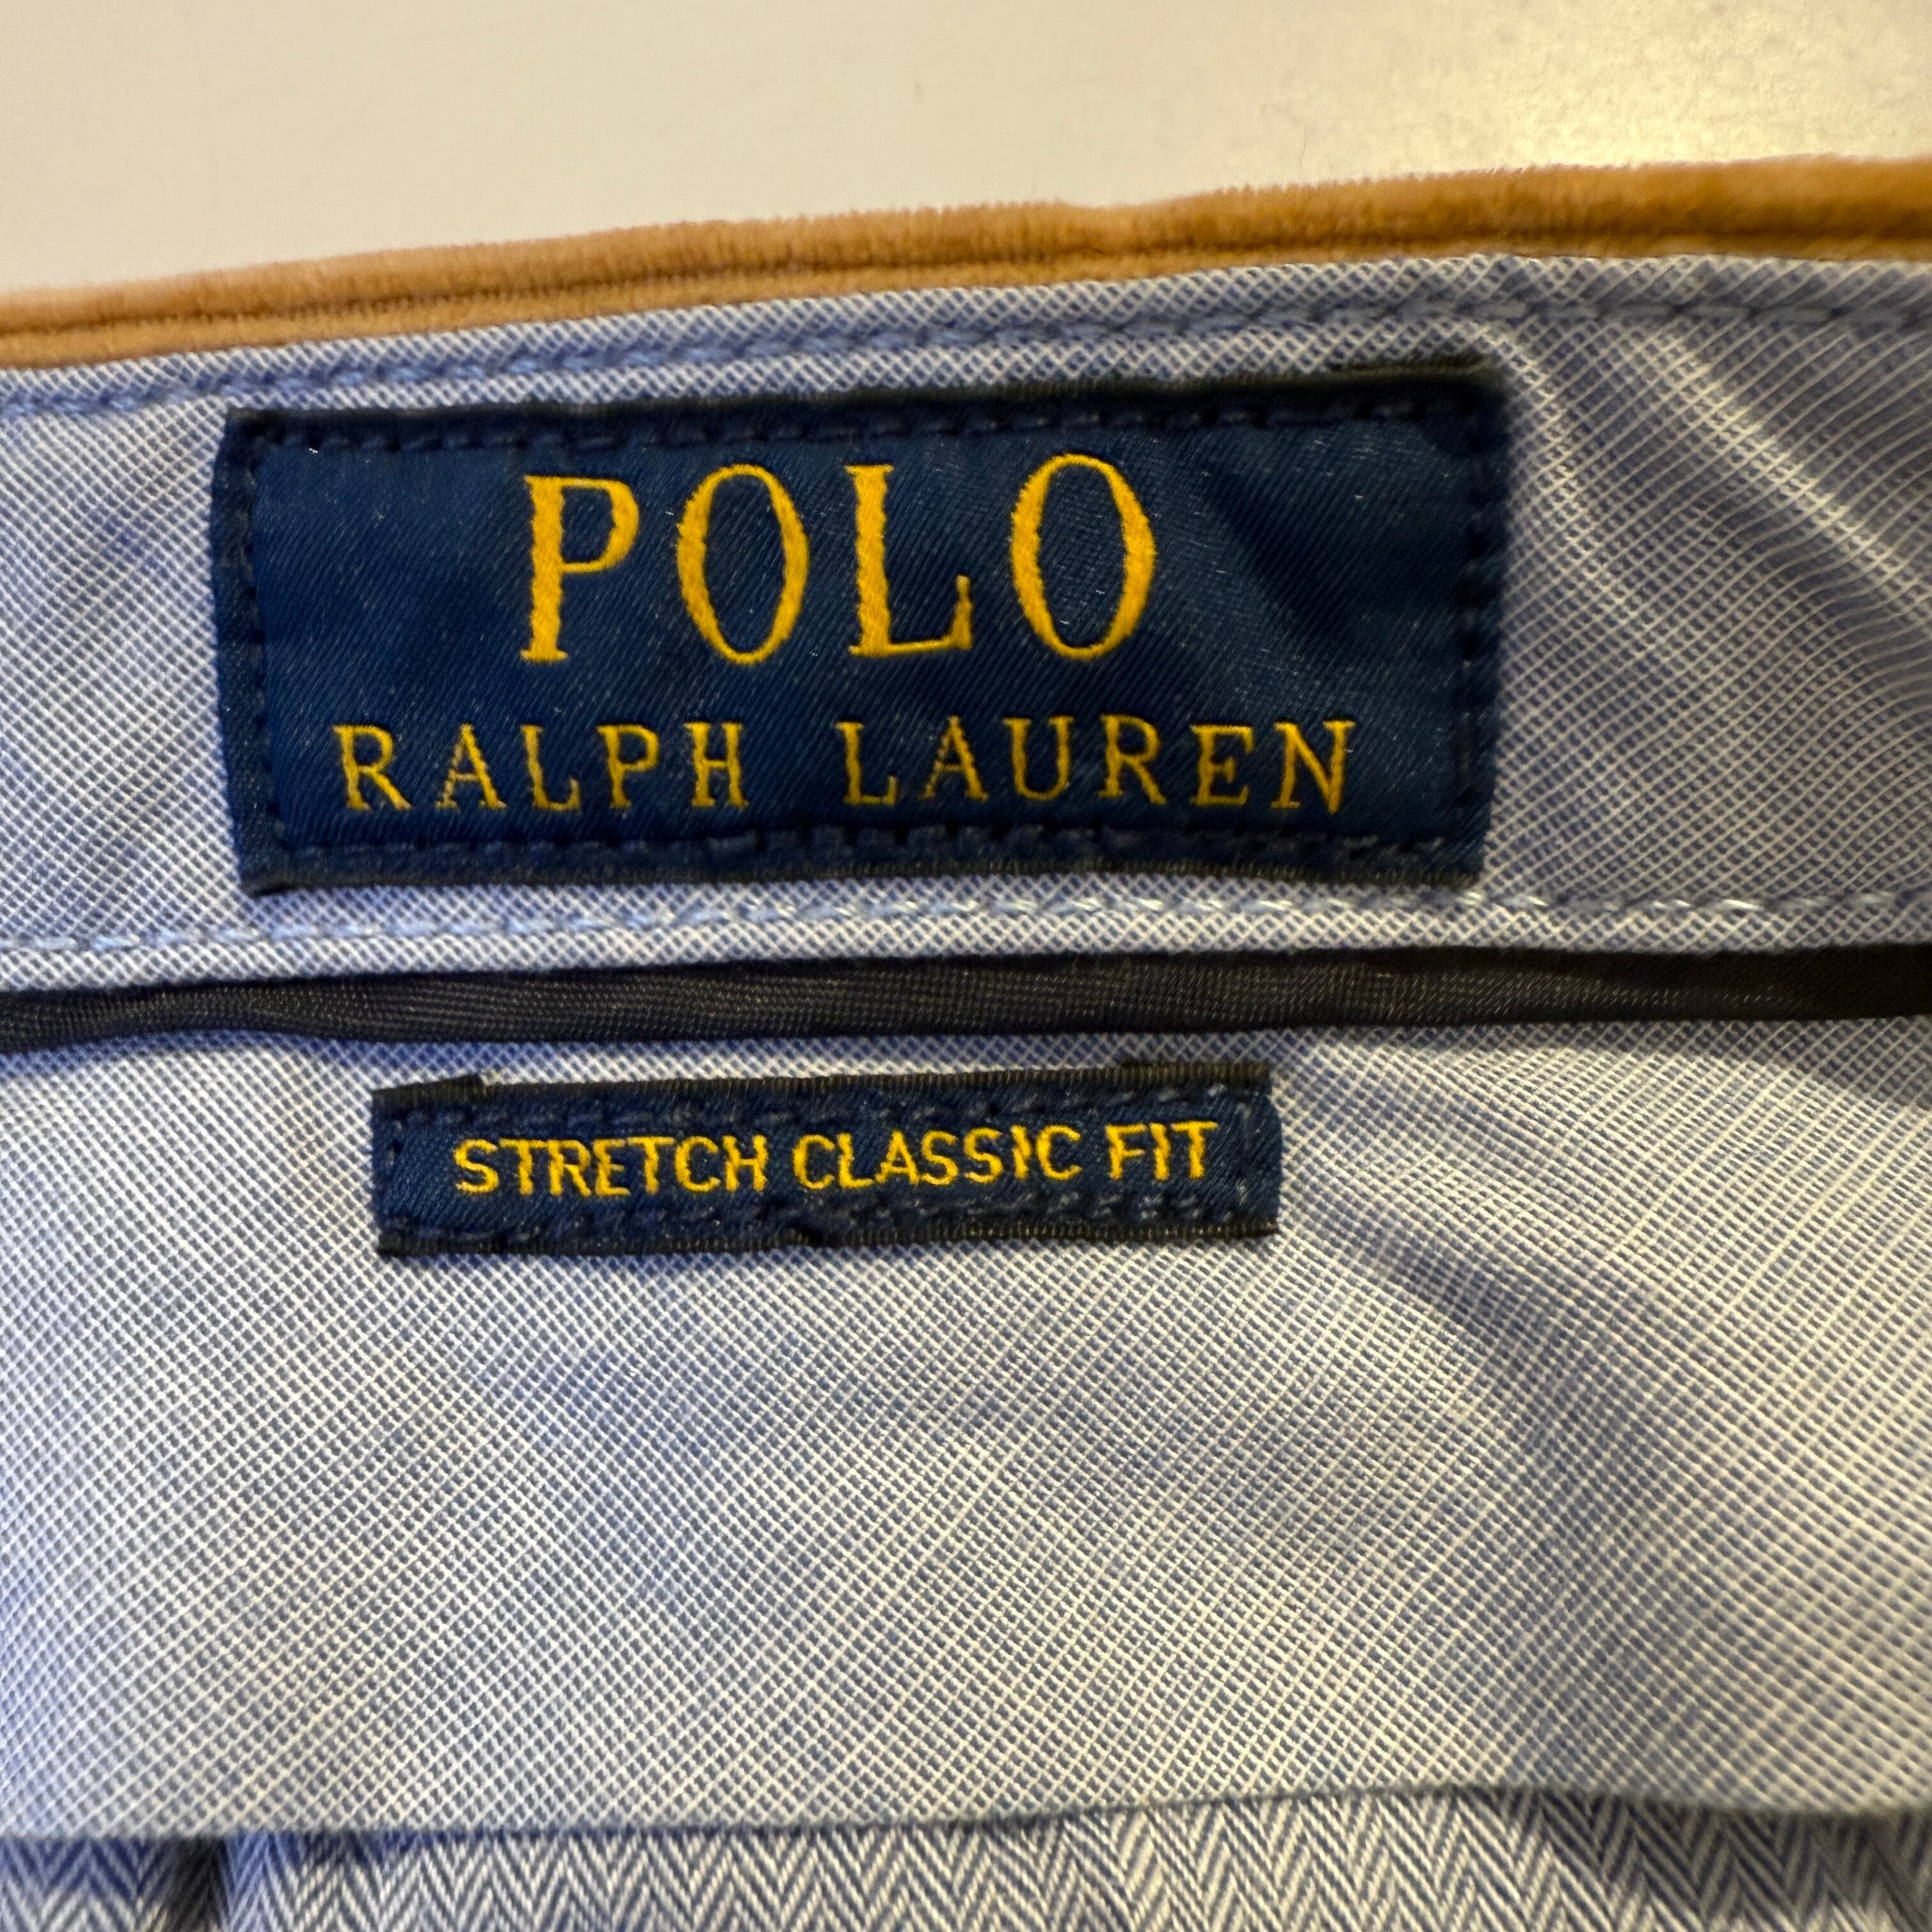 POLO
RALPH LAUREN
STRETCH CLASSIC FIT